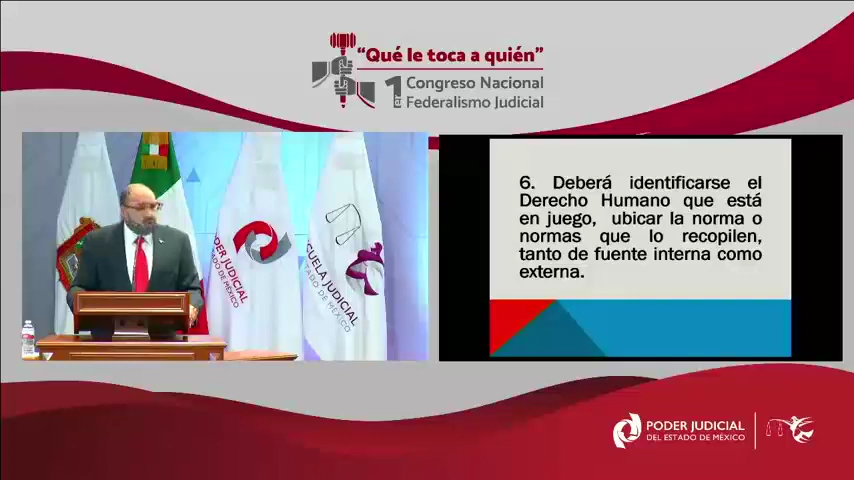 "Qué le toca a quién"
1er Congreso Nacional
Federalismo Judicial
PODER JUDICIAL
ESTADO DE MÉXICO
ESCUELA JUDICIAL
ESTADO DE MÉXICO
6. Deberá identificarse el
Derecho Humano que está
en juego, ubicar la norma o
normas que lo recopilen,
tanto de fuente interna como
externa.
PODER JUDICIAL
DEL ESTADO DE MÉXICO